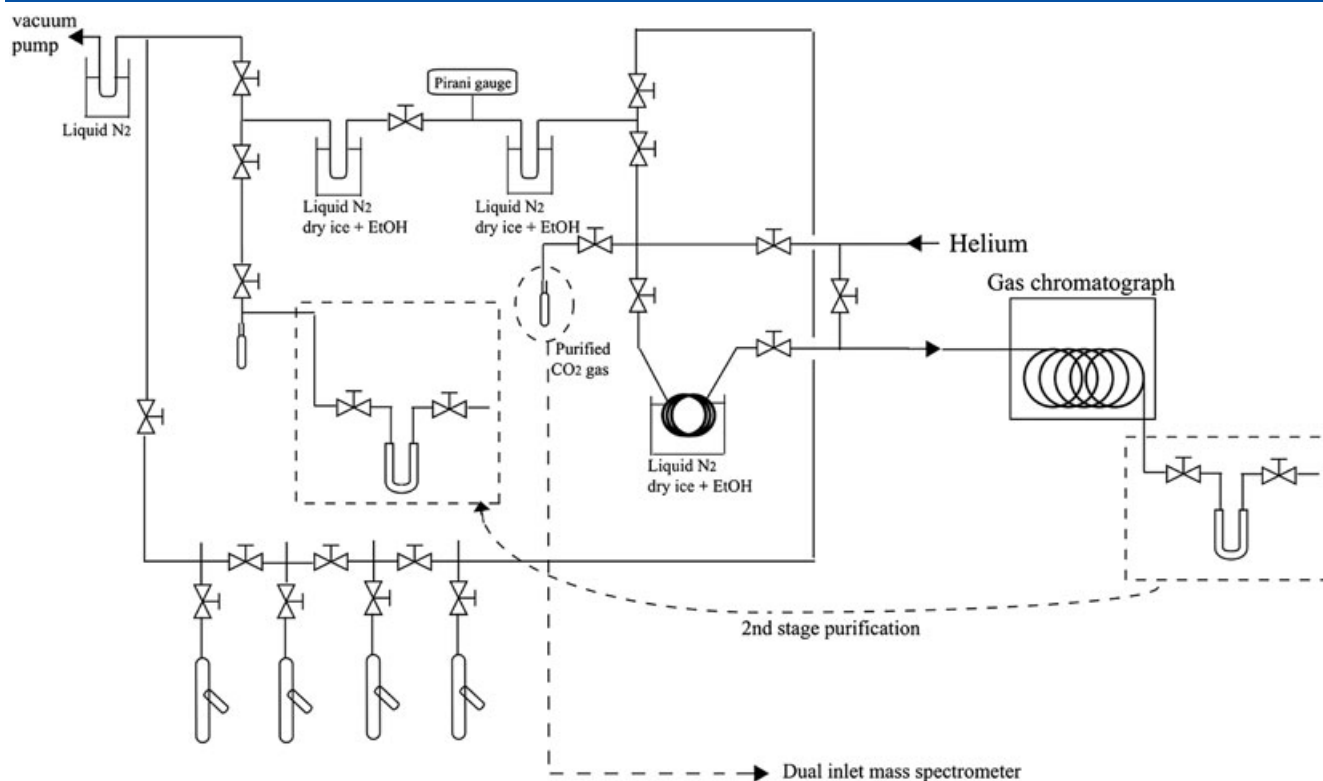 vacuum
pump
Liquid N2
Pirani gauge
Liquid N2
dry ice + EtOH
Liquid N2
dry ice + EtOH
Helium
Gas chromatograph
Purified
CO2 gas
Liquid N2
dry ice + EtOH
2nd stage purification
Dual inlet mass spectrometer